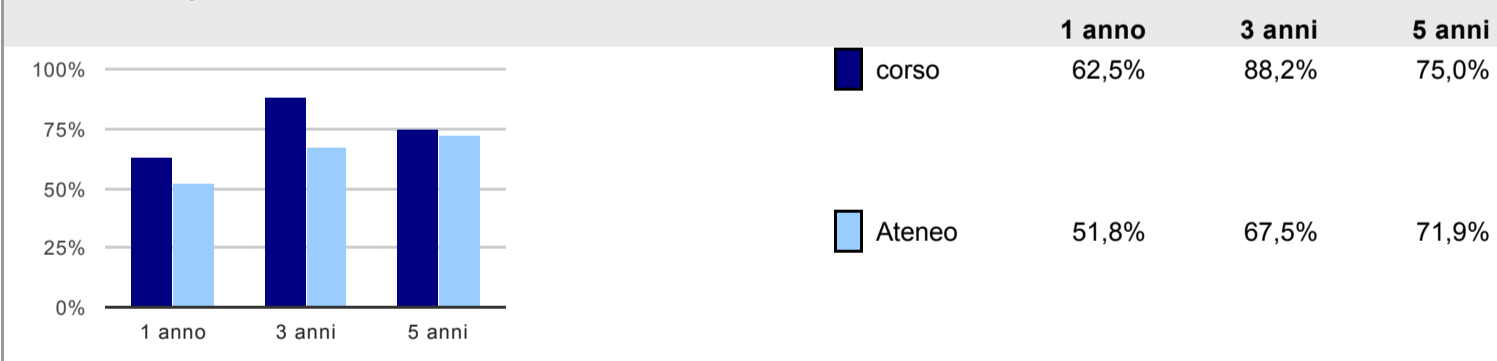 1 anno 3 anni 5 anni
100%
75%
50%
25%
0%
1 anno 3 anni 5 anni
corso 62,5% 88,2% 75,0%
Ateneo 51,8% 67,5% 71,9%